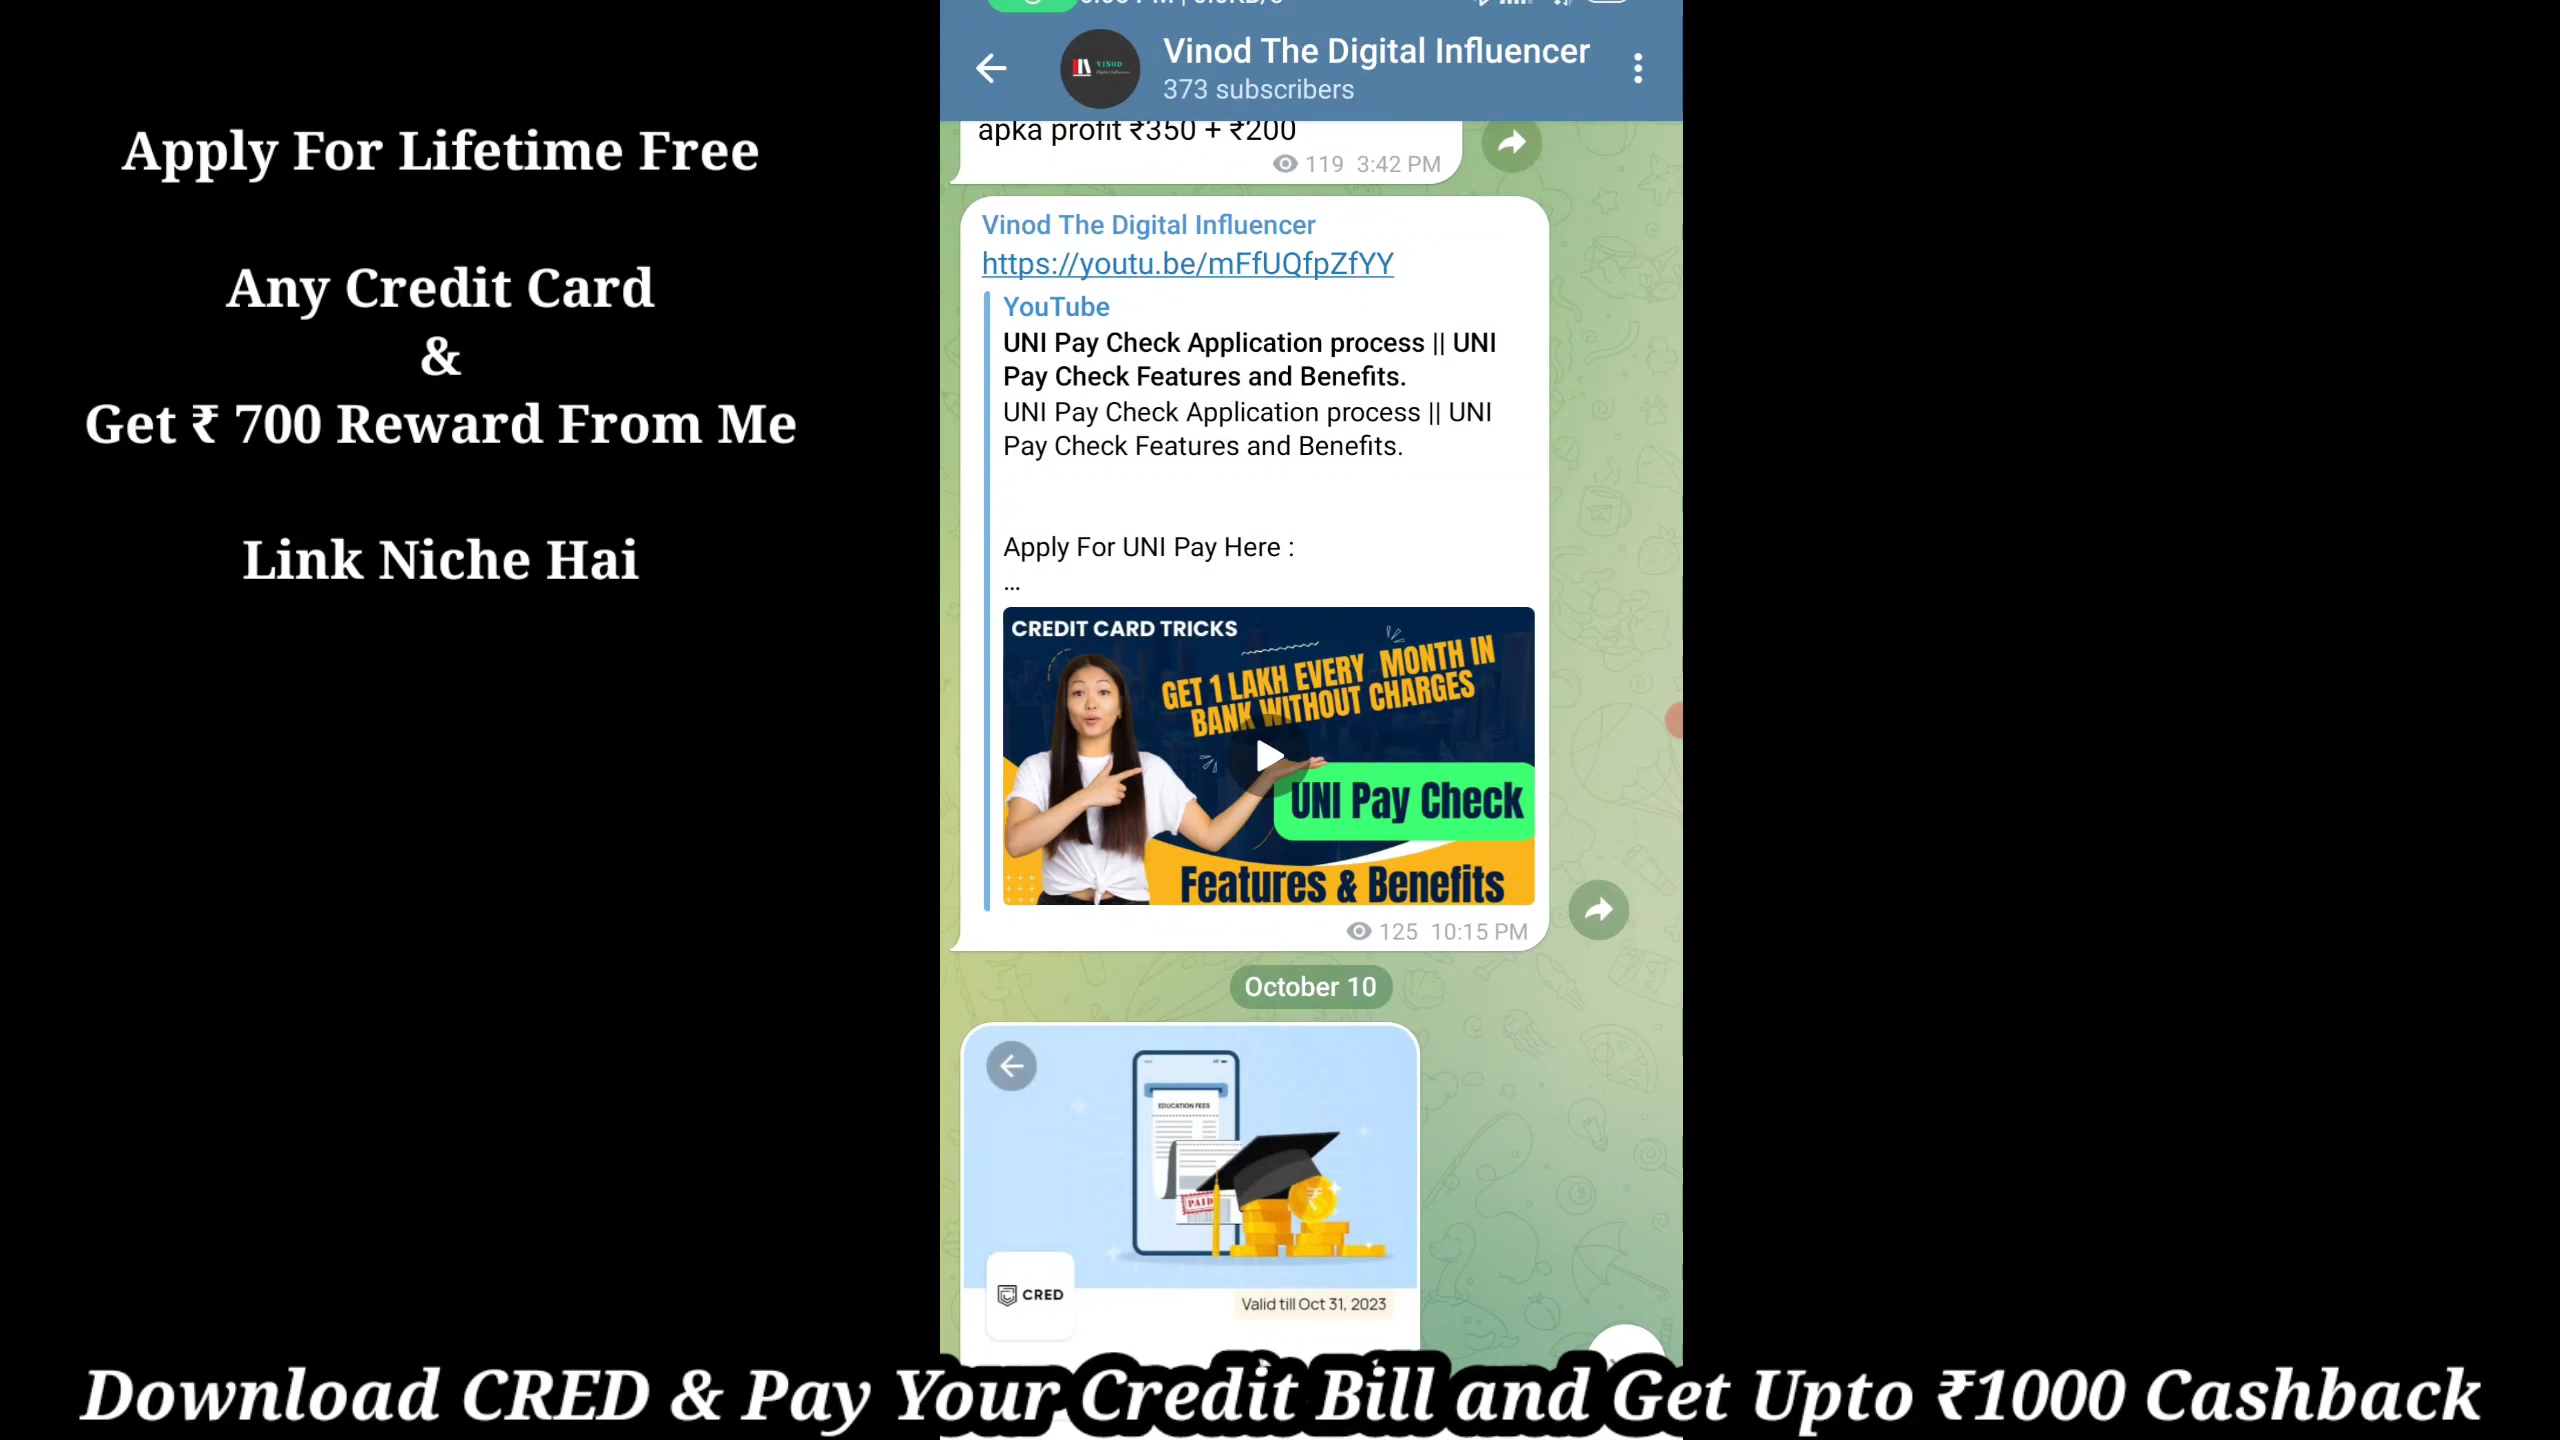 Apply For Lifetime Free
Any Credit Card
&
Get ₹ 700 Reward From Me
Link Niche Hai
Vinod The Digital Influencer
373 subscribers
VINOD
apka profit ₹350 + ₹200
119 3:42 PM
Vinod The Digital Influencer
https://youtu.be/mFfUQfpZfYY
YouTube
UNI Pay Check Application process || UNI
Pay Check Features and Benefits.
UNI Pay Check Application process || UNI
Pay Check Features and Benefits.
Apply For UNI Pay Here :
...
CREDIT CARD TRICKS
GET 1 LAKH EVERY MONTH IN
BANK WITHOUT CHARGES
UNI Pay Check
Features & Benefits
125 10:15 PM
October 10
EDUCATION FEES
PAID
CRED
Valid till Oct 31, 2023
Download CRED & Pay Your Credit Bill and Get Upto ₹1000 Cashback